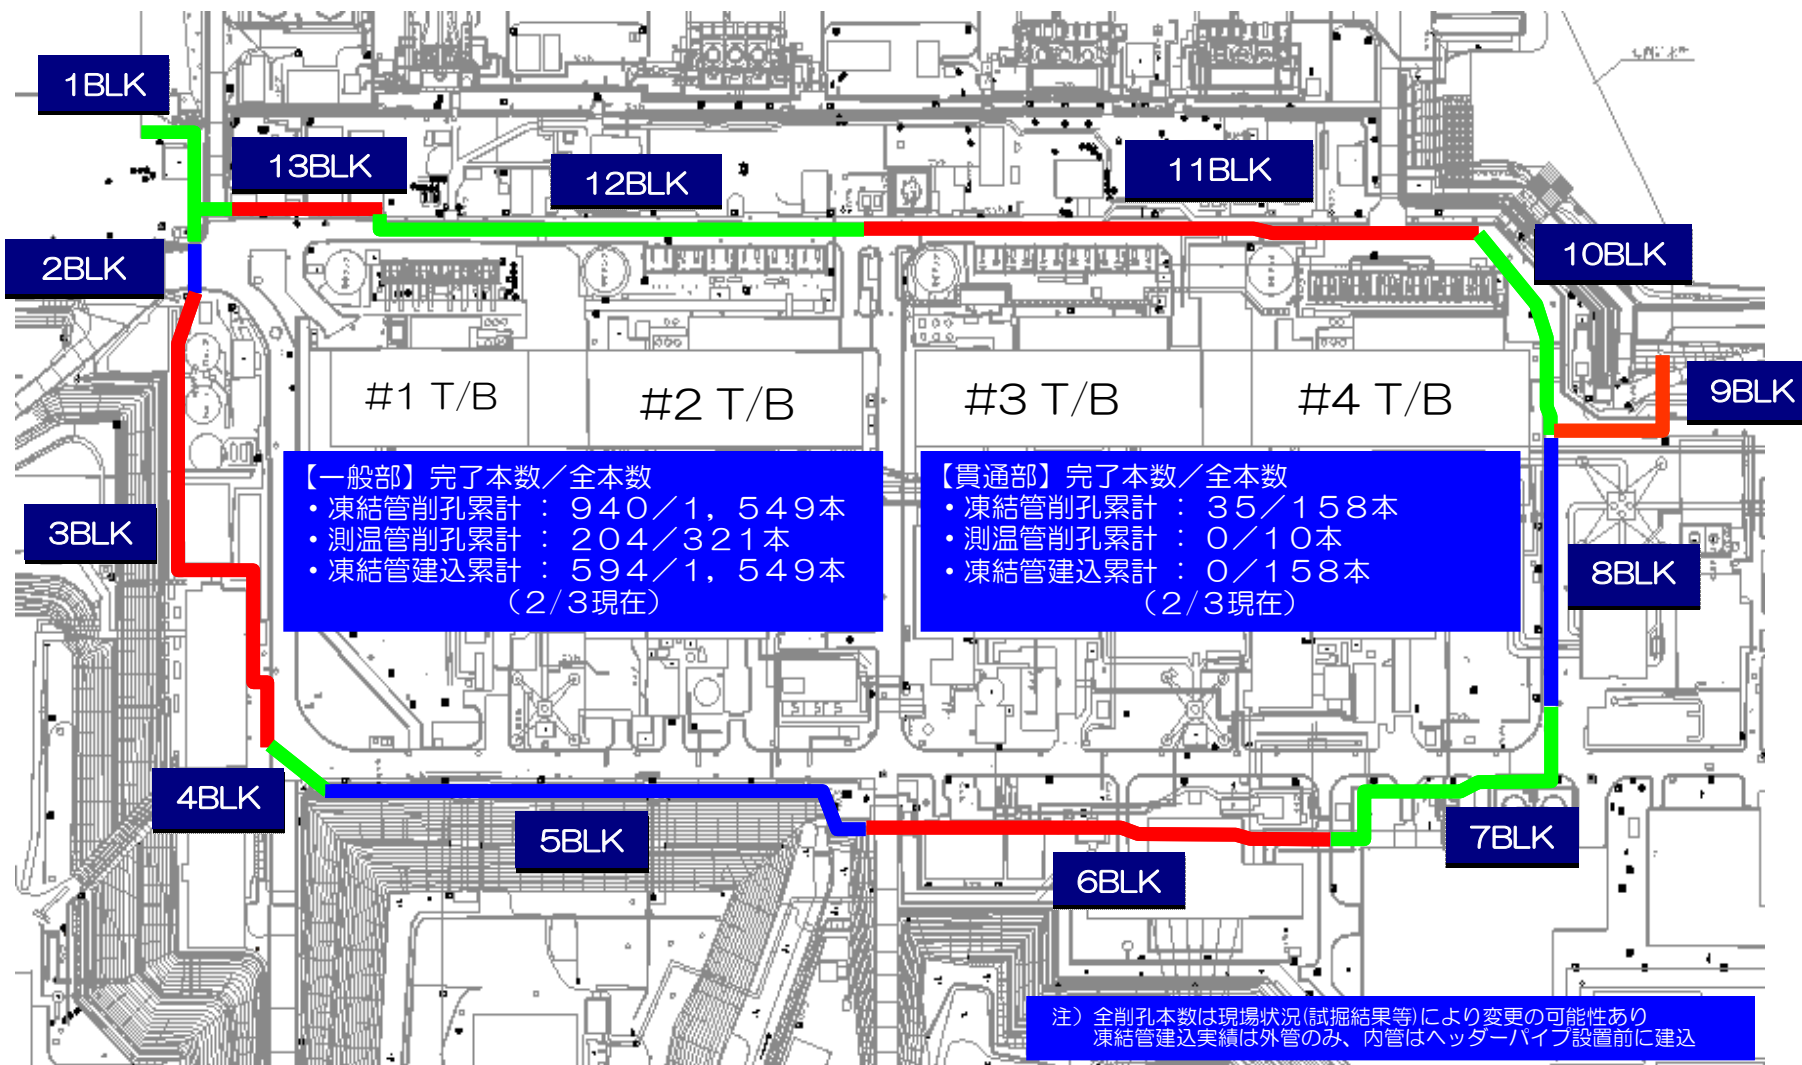 1BLK
13BLK
12BLK
11BLK
2BLK
10BLK
#1 T/B
#2 T/B
#3 T/B
#4 T/B
9BLK
【一般部】完了本数／全本数
・凍結管削孔累計 ： ９４０／１，５４９本
・測温管削孔累計 ： ２０４／３２１本
・凍結管建込累計 ： ５９４／１，５４９本
（２/３現在）
【貫通部】完了本数／全本数
・凍結管削孔累計 ： ３５／１５８本
・測温管削孔累計 ： ０／１０本
・凍結管建込累計 ： ０／１５８本
（２/３現在）
3BLK
8BLK
4BLK
5BLK
7BLK
6BLK
注）全削孔本数は現場状況(試掘結果等)により変更の可能性あり
凍結管建込実績は外管のみ、内管はヘッダーパイプ設置前に建込